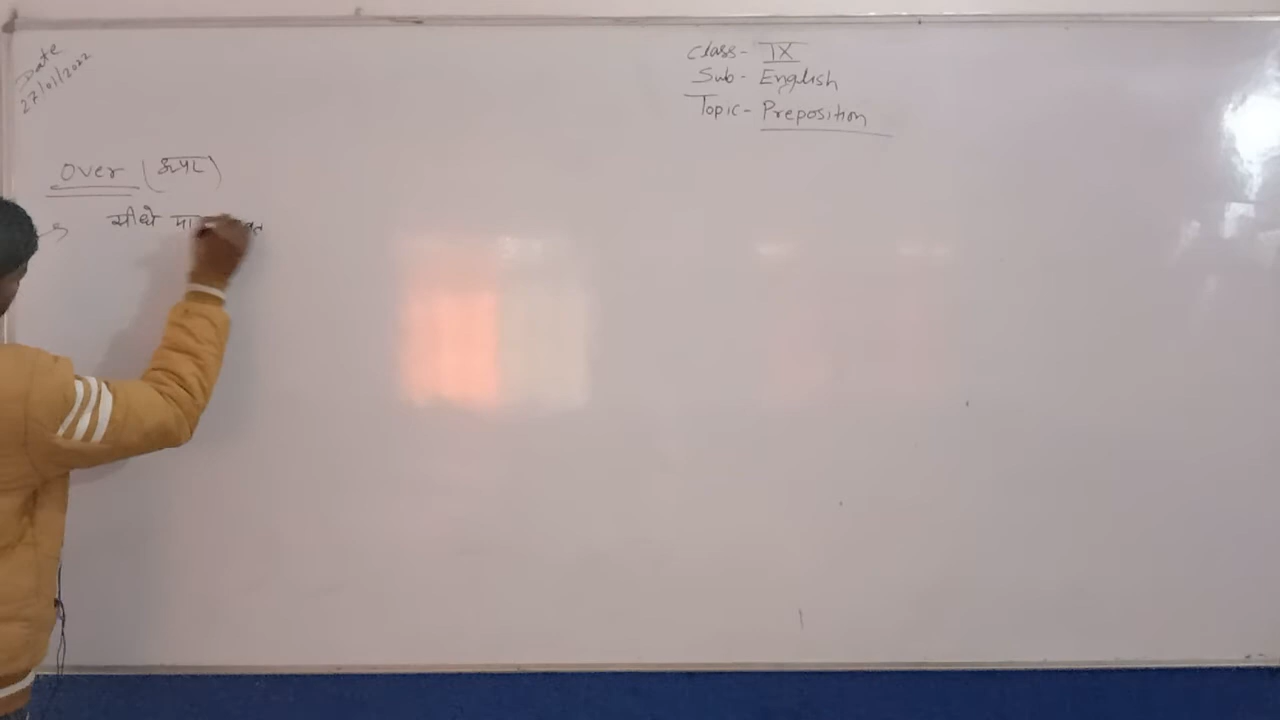 Date
27/01/2022
Class- IX
Sub- English
Topic- Preposition
Over (ऊपर)
सीधे